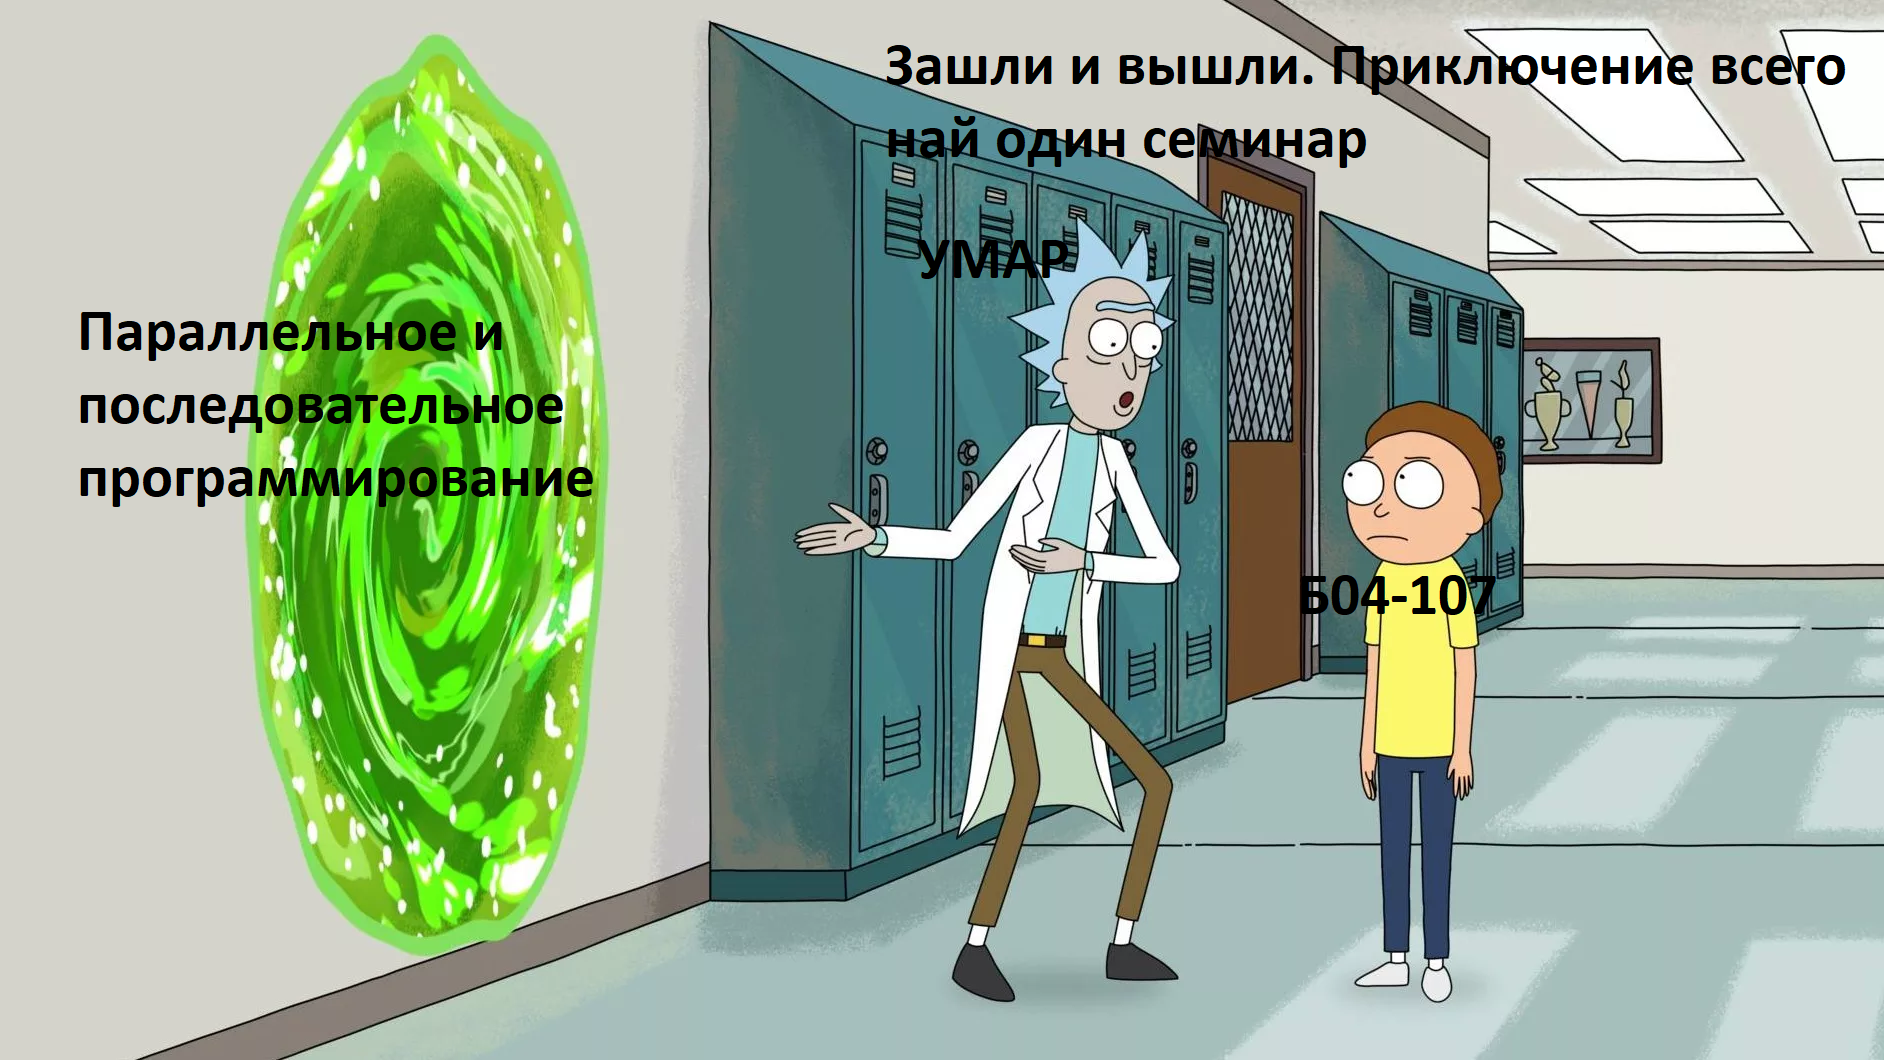 Зашли и вышли. Приключение всего
най один семинар
УМАР
Параллельное и
последовательное
программирование
Б04-107